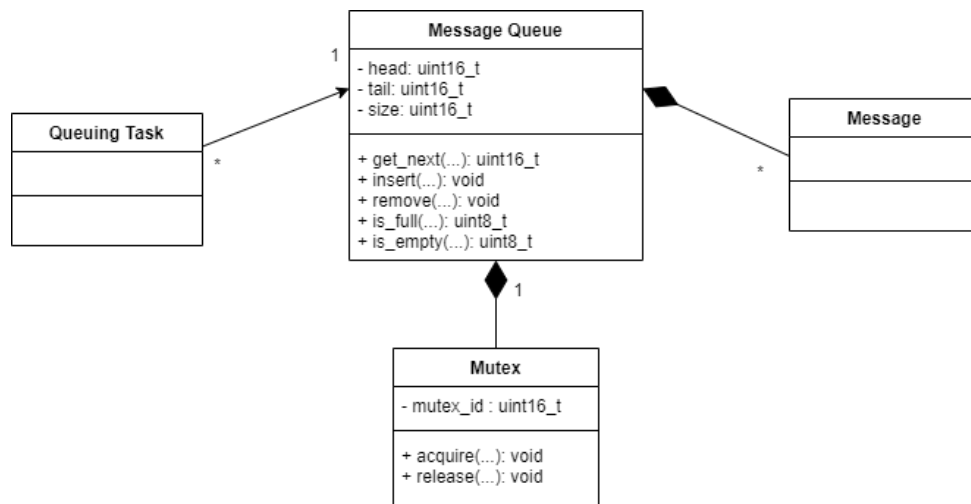 Message Queue
1
- head: uint16_t
- tail: uint16_t
- size: uint16_t
+ get_next(...): uint16_t
+ insert(...): void
+ remove(...): void
+ is_full(...): uint8_t
+ is_empty(...): uint8_t
Queuing Task
*
Message
*
1
Mutex
- mutex_id : uint16_t
+ acquire(...): void
+ release(...): void